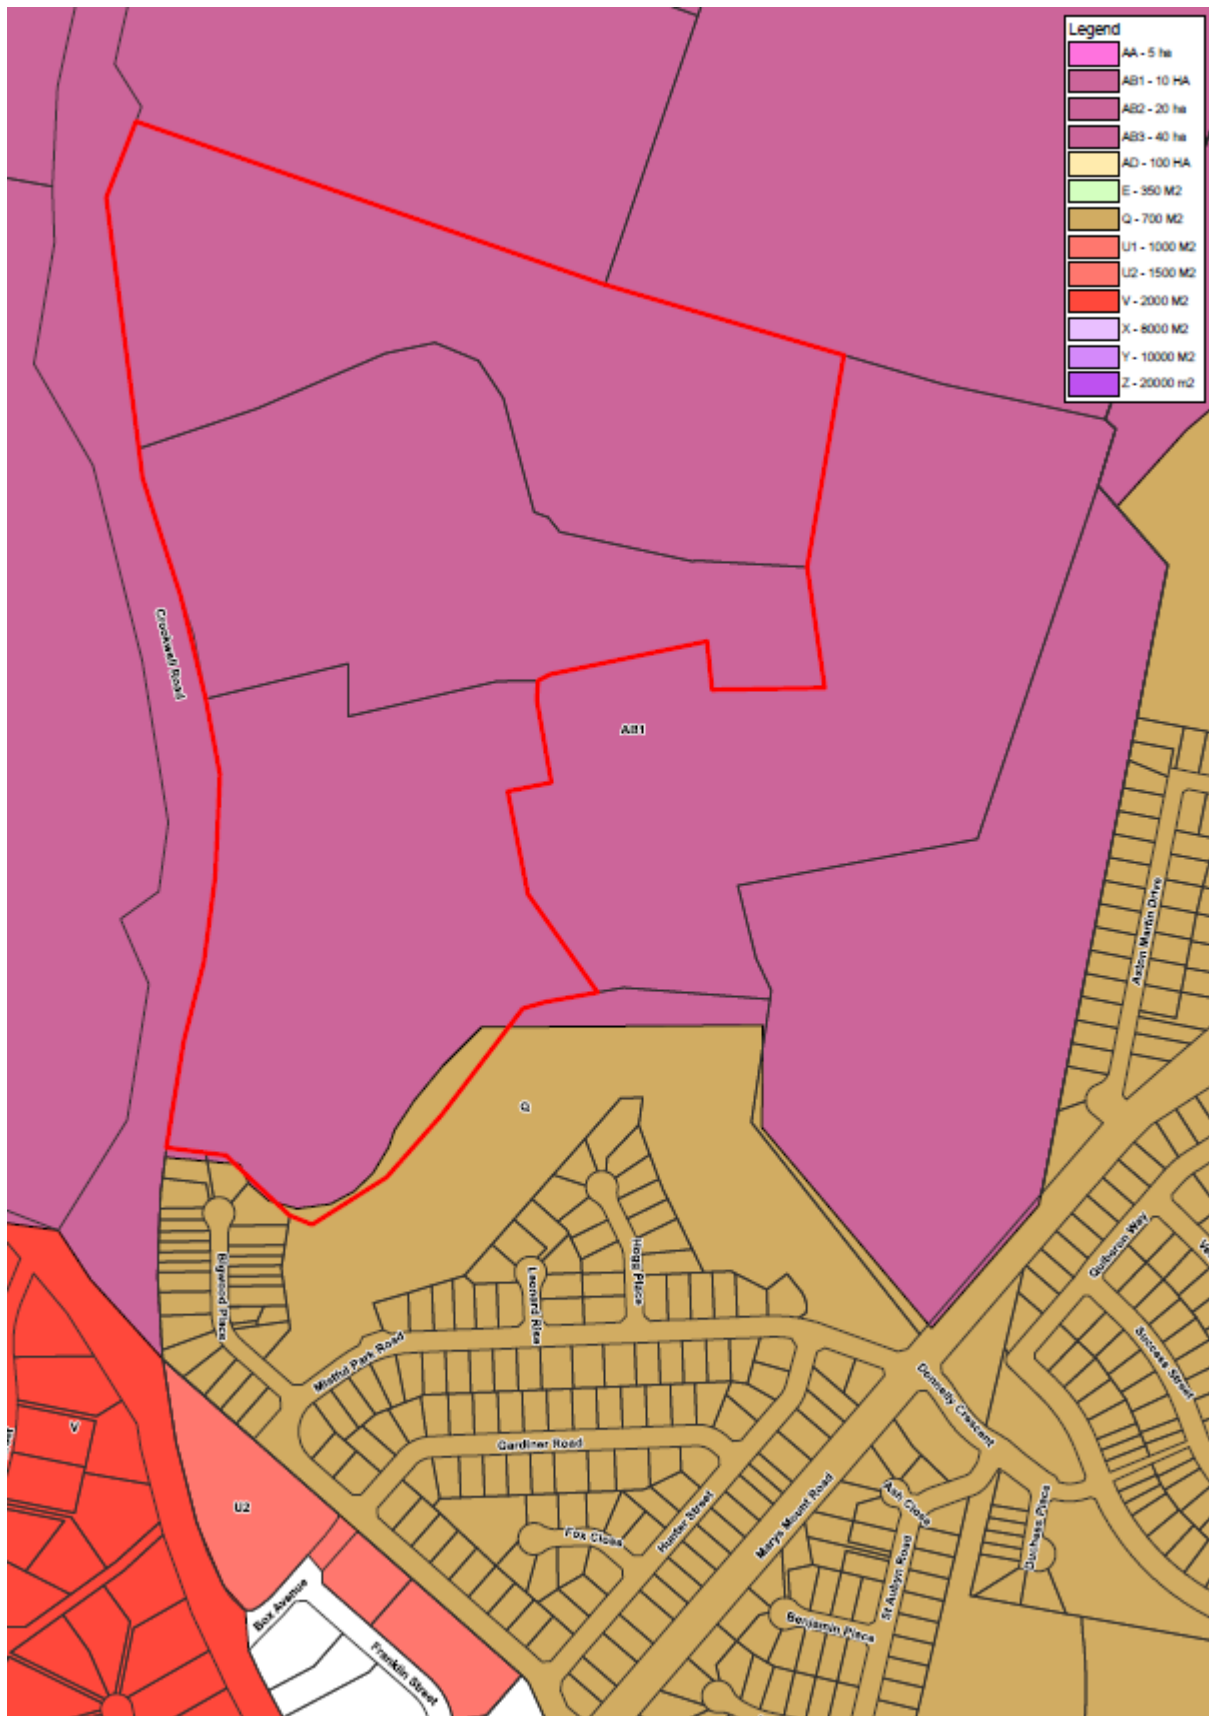 Legend
AA - 5 ha
AB1 - 10 HA
AB2 - 20 ha
AB3 - 40 ha
AD - 100 HA
E - 350 M2
Q - 700 M2
U1 - 1000 M2
U2 - 1500 M2
V - 2000 M2
X - 8000 M2
Y - 10000 M2
Z - 20000 m2
Crookwell Road
AB1
Aston Martin Drive
Q
Quiberon Way
Hogg Place
Leonard Rise
Bigwood Place
Mistful Park Road
Success Street
Donnelly Crescent
V
Gardiner Road
U2
Ash Close
Hunter Street
Marys Mount Road
Fox Close
Duchess Place
St Aubyn Road
Box Avenue
Benjamin Place
Franklin Street